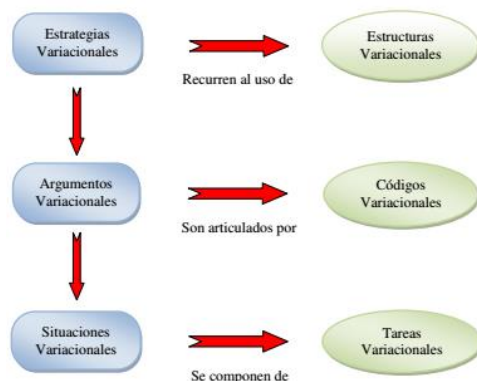 Estrategias
Variacionales
Recurren al uso de
Estructuras
Variacionales
Argumentos
Variacionales
Son articulados por
Códigos
Variacionales
Situaciones
Variacionales
Se componen de
Tareas
Variacionales